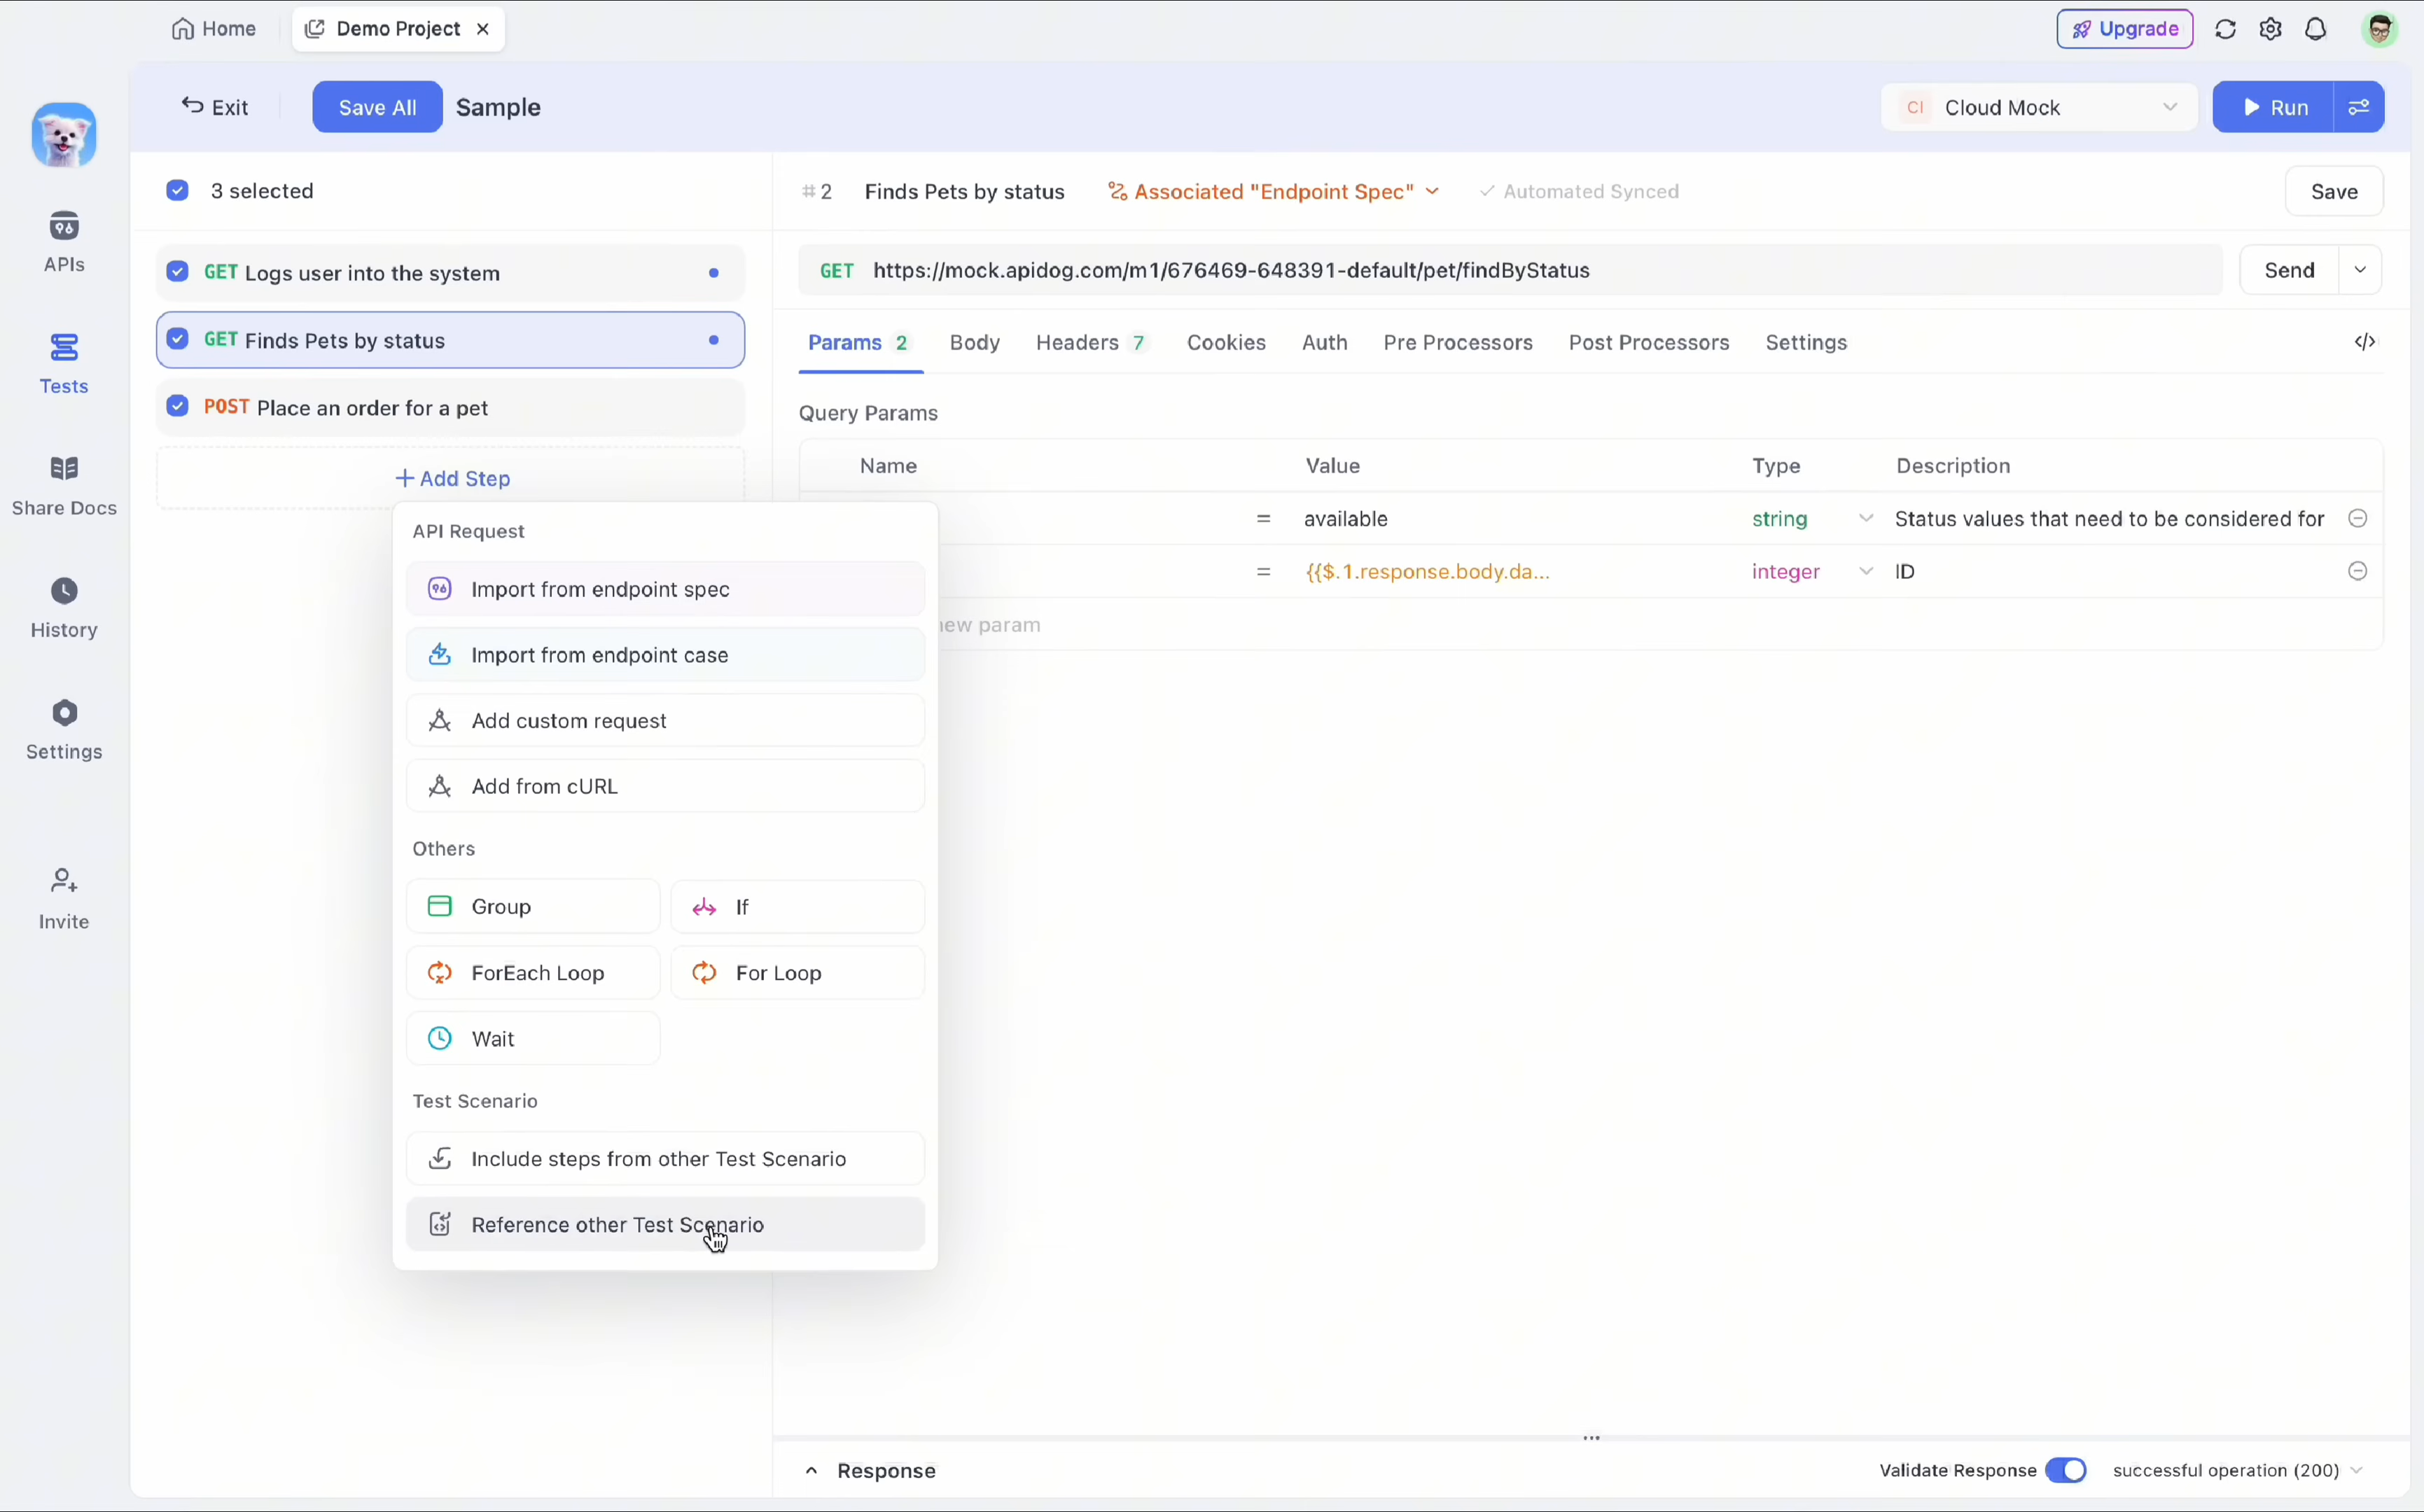 Home
Demo Project
Upgrade
Exit
Save All
Sample
CI
Cloud Mock
Run
APIs
Tests
Share Docs
History
Settings
Invite
3 selected
GET Logs user into the system
GET Finds Pets by status
POST Place an order for a pet
+ Add Step
API Request
Import from endpoint spec
Import from endpoint case
Add custom request
Add from cURL
Others
Group
If
ForEach Loop
For Loop
Wait
Test Scenario
Include steps from other Test Scenario
Reference other Test Scenario
#2 Finds Pets by status
Associated "Endpoint Spec"
Automated Synced
Save
GET https://mock.apidog.com/m1/676469-648391-default/pet/findByStatus
Send
Params 2
Body
Headers 7
Cookies
Auth
Pre Processors
Post Processors
Settings
Query Params
Name Value Type Description
= available string Status values that need to be considered for
= {{$.1.response.body.da... integer ID
param
Response
Validate Response
successful operation (200)